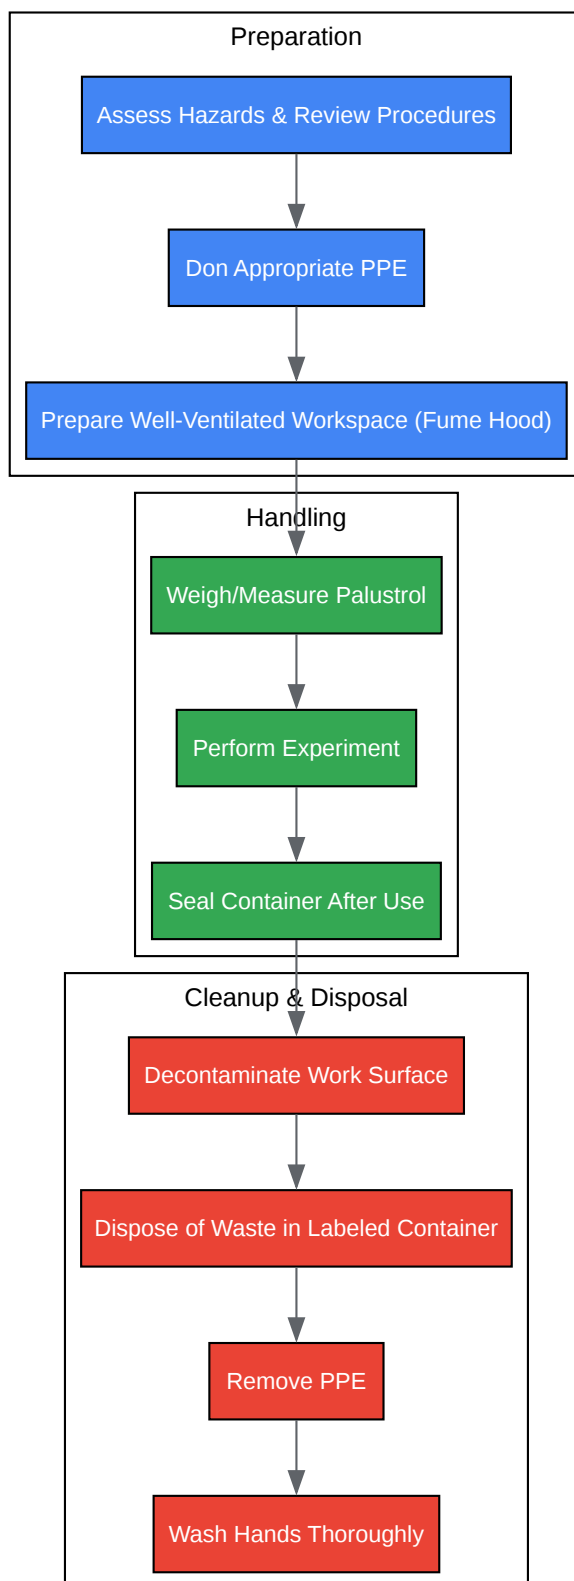 Preparation
Assess Hazards & Review Procedures
Don Appropriate PPE
Prepare Well-Ventilated Workspace (Fume Hood)
Handling
Weigh/Measure Palustrol
Perform Experiment
Seal Container After Use
Cleanup & Disposal
Decontaminate Work Surface
Dispose of Waste in Labeled Container
Remove PPE
Wash Hands Thoroughly